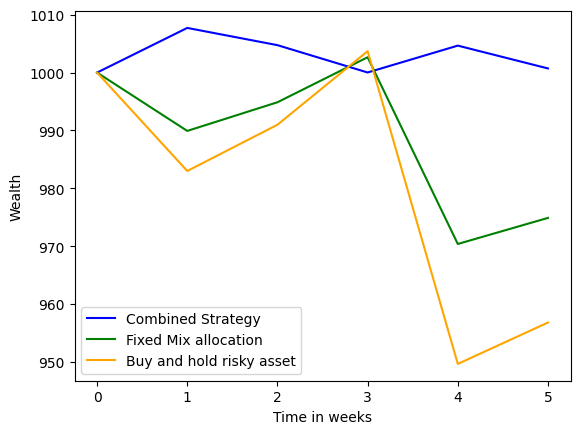 1010
1000
990
980
970
960
950
Wealth
Combined Strategy
Fixed Mix allocation
Buy and hold risky asset
0 1 2 3 4 5
Time in weeks